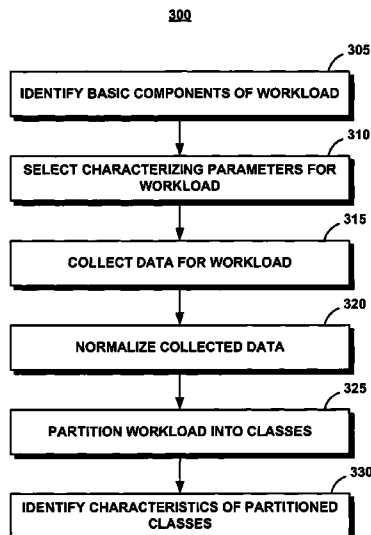 300
305
IDENTIFY BASIC COMPONENTS OF WORKLOAD
310
SELECT CHARACTERIZING PARAMETERS FOR
WORKLOAD
315
COLLECT DATA FOR WORKLOAD
320
NORMALIZE COLLECTED DATA
325
PARTITION WORKLOAD INTO CLASSES
330
IDENTIFY CHARACTERISTICS OF PARTITIONED
CLASSES